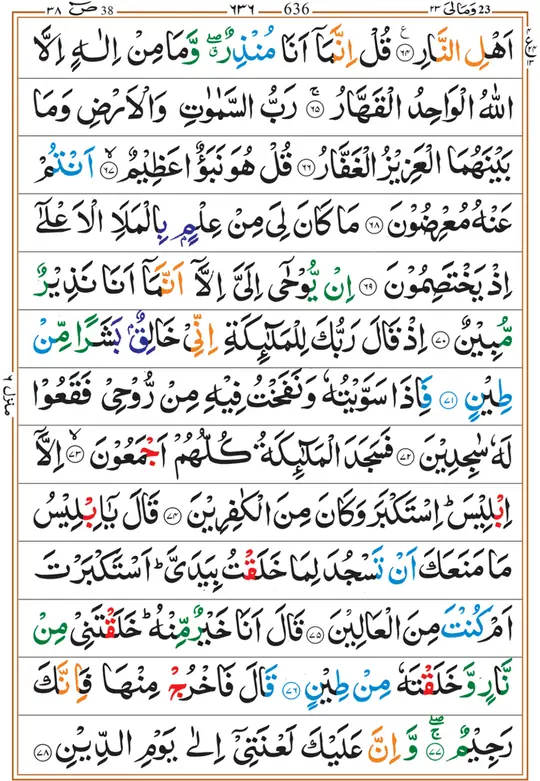 ٢٣ وَمَالِیَ 23 636 ٦٣٦ 38 صٓ ٣٨
اَهْلِ النَّارِ ﴿٦٤﴾ قُلْ اِنَّمَاۤ اَنَا مُنْذِرٌ ۖ وَّمَا مِنْ اِلٰهٍ اِلَّا
اللّٰهُ الْوَاحِدُ الْقَهَّارُ ﴿٦٥﴾ رَبُّ السَّمٰوٰتِ وَالْاَرْضِ وَمَا
بَيْنَهُمَا الْعَزِيْزُ الْغَفَّارُ ﴿٦٦﴾ قُلْ هُوَ نَبَؤٌا عَظِيْمٌ ﴿٦٧﴾ اَنْتُمْ
عَنْهُ مُعْرِضُوْنَ ﴿٦٨﴾ مَا كَانَ لِيَ مِنْ عِلْمٍۭ بِالْمَلَاِ الْاَعْلٰۤى
اِذْ يَخْتَصِمُوْنَ ﴿٦٩﴾ اِنْ يُّوْحٰۤى اِلَيَّ اِلَّاۤ اَنَّمَاۤ اَنَا نَذِيْرٌ
مُّبِيْنٌ ﴿٧٠﴾ اِذْ قَالَ رَبُّكَ لِلْمَلٰٓئِكَةِ اِنِّيْ خَالِقٌۢ بَشَرًا مِّنْ
طِيْنٍ ﴿٧١﴾ فَاِذَا سَوَّيْتُهٗ وَنَفَخْتُ فِيْهِ مِنْ رُّوْحِيْ فَقَعُوْا
لَهٗ سٰجِدِيْنَ ﴿٧٢﴾ فَسَجَدَ الْمَلٰٓئِكَةُ كُلُّهُمْ اَجْمَعُوْنَ ﴿٧٣﴾ اِلَّاۤ
اِبْلِيْسَ ؕ اِسْتَكْبَرَ وَكَانَ مِنَ الْكٰفِرِيْنَ ﴿٧٤﴾ قَالَ يٰۤاِبْلِيْسُ
مَا مَنَعَكَ اَنْ تَسْجُدَ لِمَا خَلَقْتُ بِيَدَيَّ ؕ اَسْتَكْبَرْتَ
اَمْ كُنْتَ مِنَ الْعَالِيْنَ ﴿٧٥﴾ قَالَ اَنَا خَيْرٌ مِّنْهُ ؕ خَلَقْتَنِيْ مِنْ
نَّارٍ وَّخَلَقْتَهٗ مِنْ طِيْنٍ ﴿٧٦﴾ قَالَ فَاخْرُجْ مِنْهَا فَاِنَّكَ
رَجِيْمٌ ۖۚ ﴿٧٧﴾ وَّاِنَّ عَلَيْكَ لَعْنَتِيْۤ اِلٰى يَوْمِ الدِّيْنِ ﴿٧٨﴾
منزل ٦